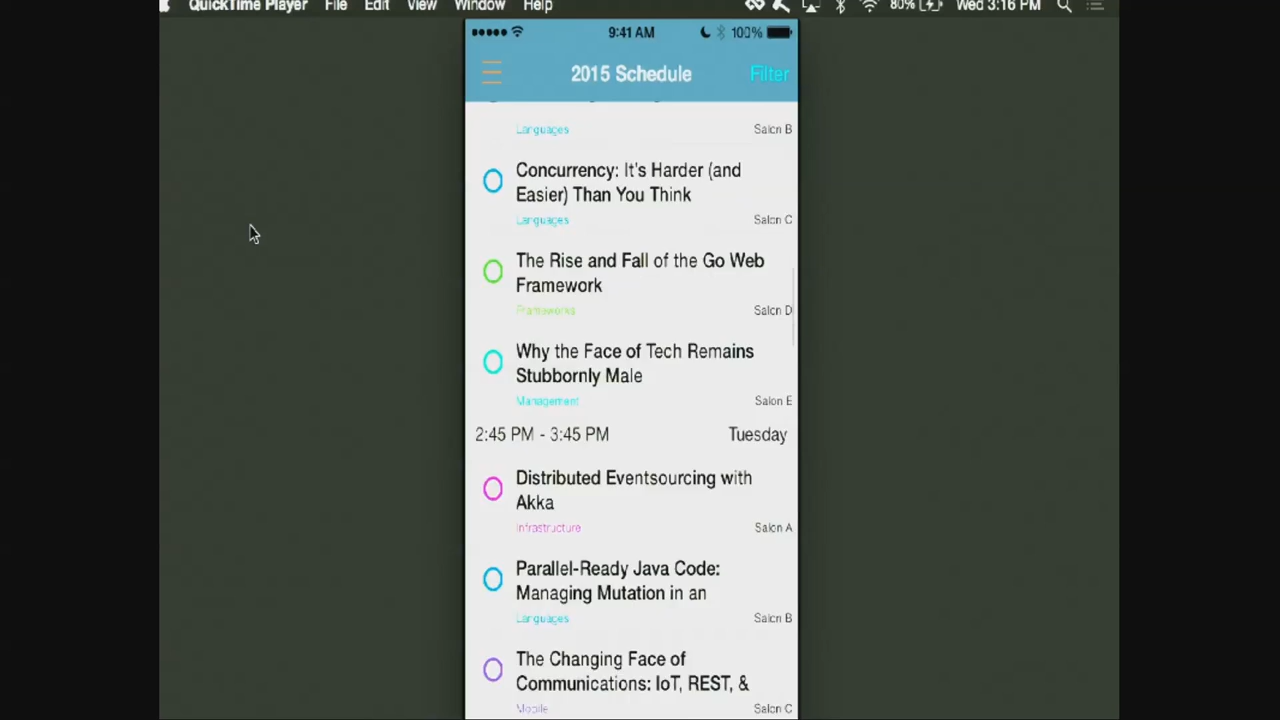 QuickTime Player File Edit View Window Help 80% Wed 3:16 PM
9:41 AM 100%
2015 Schedule Filter
Languages Salon B
Concurrency: It's Harder (and
Easier) Than You Think
Languages Salon C
The Rise and Fall of the Go Web
Framework
Frameworks Salon D
Why the Face of Tech Remains
Stubbornly Male
Management Salon E
2:45 PM - 3:45 PM Tuesday
Distributed Eventsourcing with
Akka
Infrastructure Salon A
Parallel-Ready Java Code:
Managing Mutation in an
Languages Salon B
The Changing Face of
Communications: IoT, REST, &
Mobile Salon C